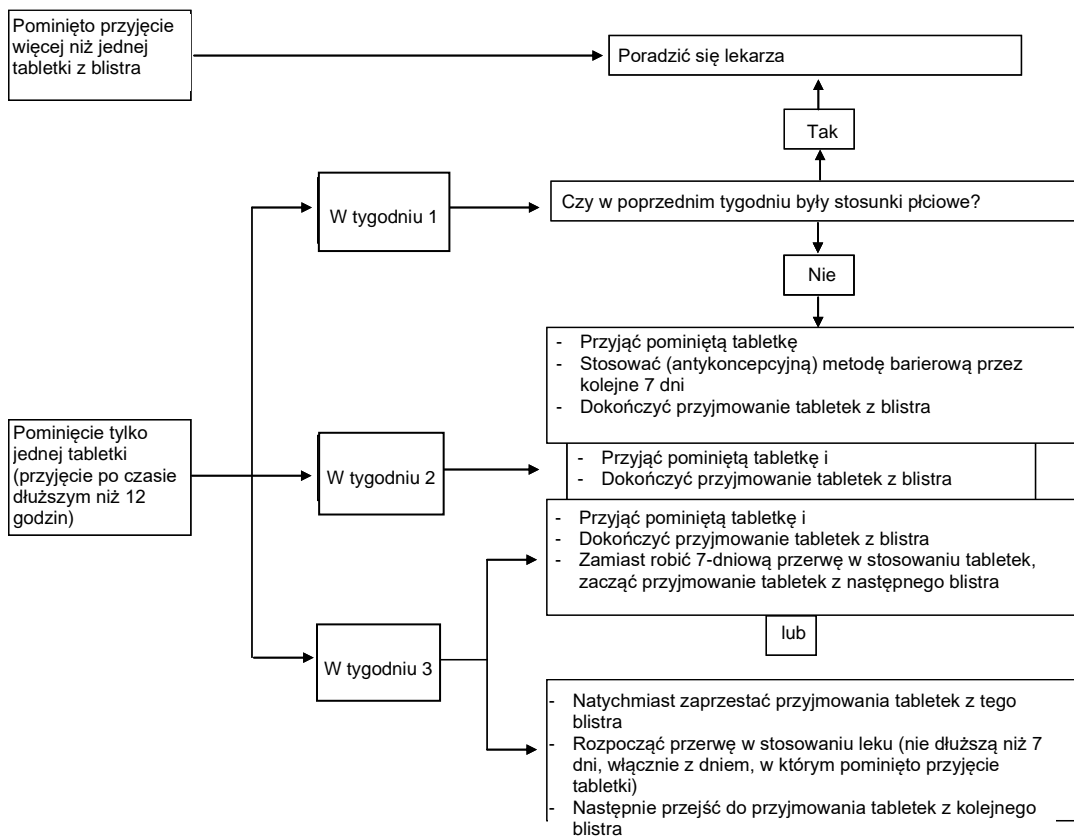 Pominięto przyjęcie
więcej niż jednej
tabletki z blistra
Poradzić się lekarza
Tak
W tygodniu 1
Czy w poprzednim tygodniu były stosunki płciowe?
Nie
- Przyjąć pominiętą tabletkę
- Stosować (antykoncepcyjną) metodę barierową przez
kolejne 7 dni
- Dokończyć przyjmowanie tabletek z blistra
Pominięcie tylko
jednej tabletki
(przyjęcie po czasie
dłuższym niż 12
godzin)
W tygodniu 2
- Przyjąć pominiętą tabletkę i
- Dokończyć przyjmowanie tabletek z blistra
- Przyjąć pominiętą tabletkę i
- Dokończyć przyjmowanie tabletek z blistra
- Zamiast robić 7-dniową przerwę w stosowaniu tabletek,
zacząć przyjmowanie tabletek z następnego blistra
lub
W tygodniu 3
- Natychmiast zaprzestać przyjmowania tabletek z tego
blistra
- Rozpocząć przerwę w stosowaniu leku (nie dłuższą niż 7
dni, włącznie z dniem, w którym pominięto przyjęcie
tabletki)
- Następnie przejść do przyjmowania tabletek z kolejnego
blistra